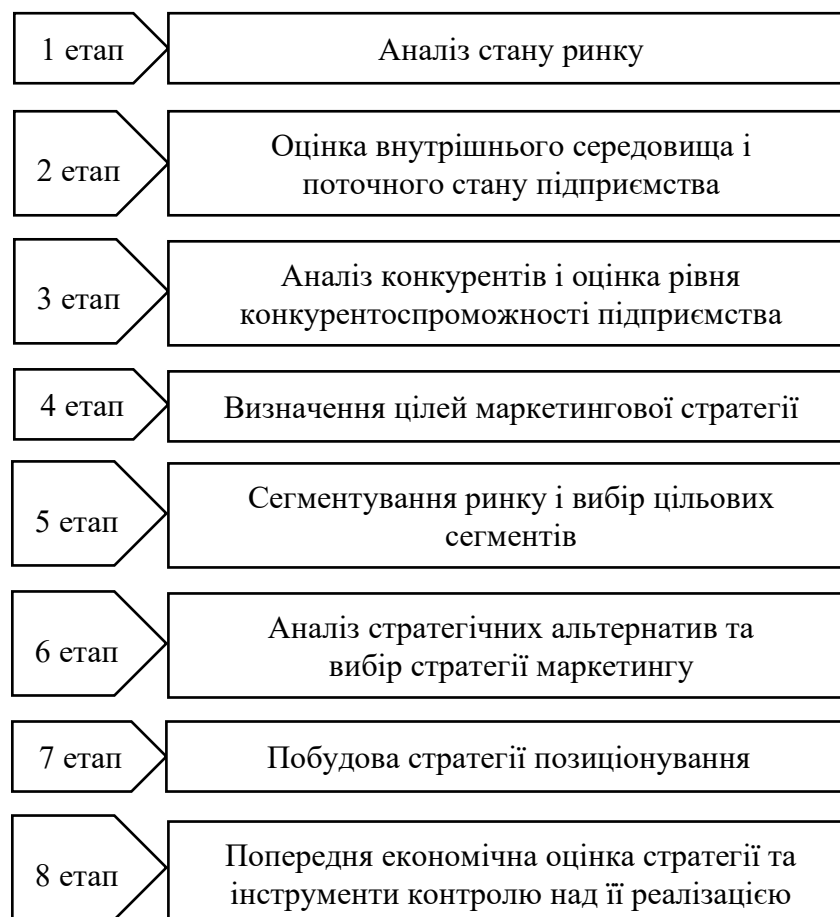 1 етап
Аналіз стану ринку
2 етап
Оцінка внутрішнього середовища і
поточного стану підприємства
3 етап
Аналіз конкурентів і оцінка рівня
конкурентоспроможності підприємства
4 етап
Визначення цілей маркетингової стратегії
5 етап
Сегментування ринку і вибір цільових
сегментів
6 етап
Аналіз стратегічних альтернатив та
вибір стратегії маркетингу
7 етап
Побудова стратегії позиціонування
8 етап
Попередня економічна оцінка стратегії та
інструменти контролю над її реалізацією